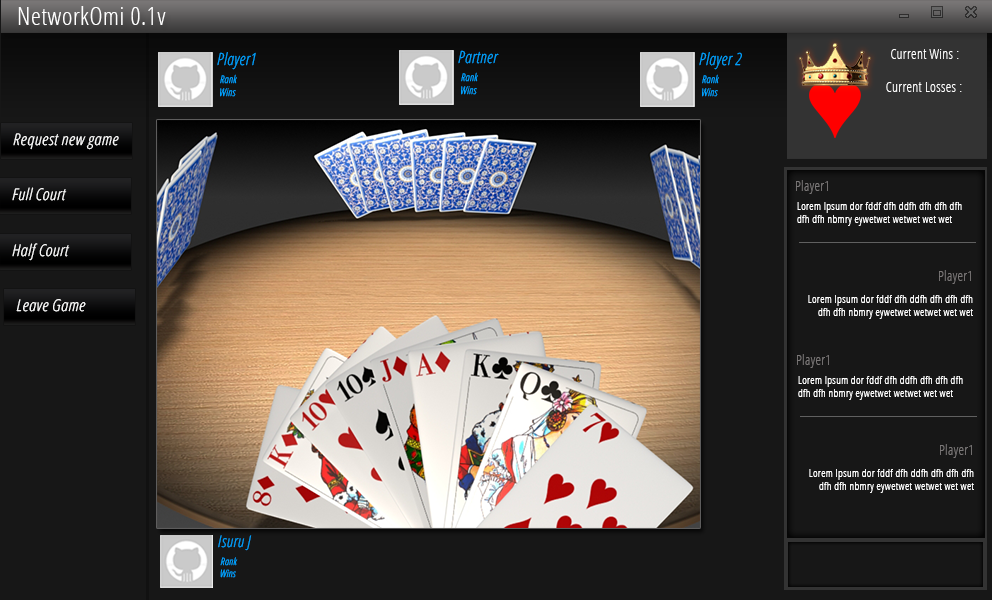 NetworkOmi 0.1v
Player1
Rank
Wins
Partner
Rank
Wins
Player 2
Rank
Wins
Current Wins :
Current Losses :
Request new game
Full Court
Half Court
Leave Game
8
K
10
10
J
A
K
Q
7
Isuru J
Rank
Wins
Player1
Lorem Ipsum dor fddf dfh ddfh dfh dfh dfh
dfh dfh nbmry eywetwet wetwet wet wet
Player1
Lorem Ipsum dor fddf dfh ddfh dfh dfh dfh
dfh dfh nbmry eywetwet wetwet wet wet
Player1
Lorem Ipsum dor fddf dfh ddfh dfh dfh dfh
dfh dfh nbmry eywetwet wetwet wet wet
Player1
Lorem Ipsum dor fddf dfh ddfh dfh dfh dfh
dfh dfh nbmry eywetwet wetwet wet wet